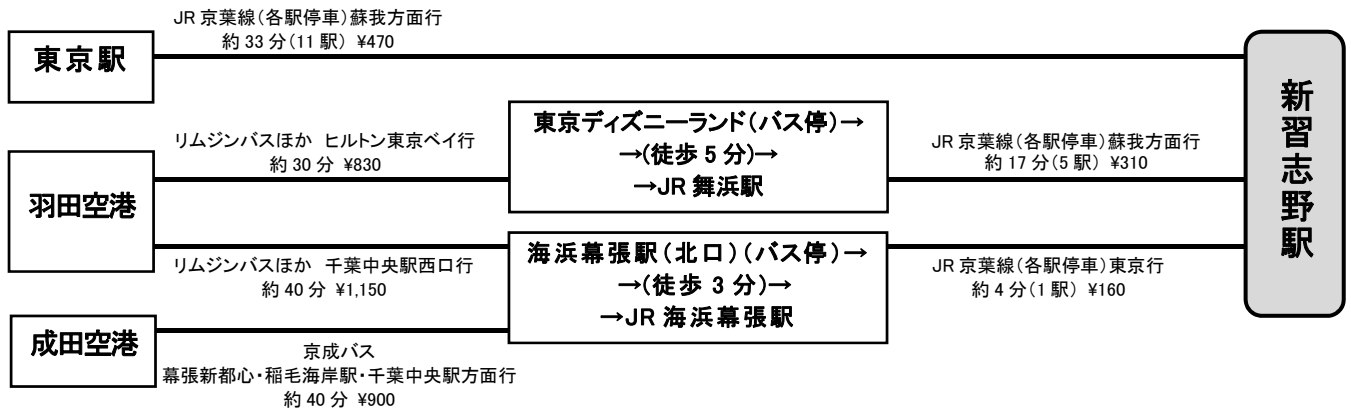 JR 京葉線(各駅停車)蘇我方面行
約 33 分(11 駅) ¥470
東京駅
リムジンバスほか ヒルトン東京ベイ行
約 30 分 ¥830
東京ディズニーランド(バス停)→
→(徒歩 5 分)→
→JR 舞浜駅
JR 京葉線(各駅停車)蘇我方面行
約 17 分(5 駅) ¥310
羽田空港
リムジンバスほか 千葉中央駅西口行
約 40 分 ¥1,150
海浜幕張駅(北口)(バス停)→
→(徒歩 3 分)→
→JR 海浜幕張駅
JR 京葉線(各駅停車)東京行
約 4 分(1 駅) ¥160
成田空港
京成バス
幕張新都心・稲毛海岸駅・千葉中央駅方面行
約 40 分 ¥900
新習志野駅